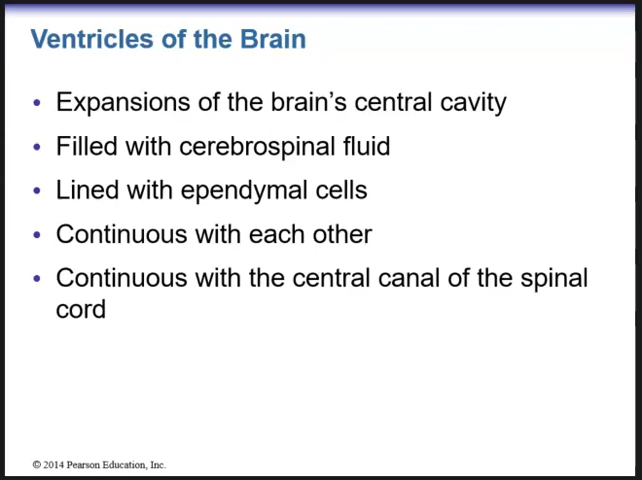 Ventricles of the Brain
• Expansions of the brain's central cavity
• Filled with cerebrospinal fluid
• Lined with ependymal cells
• Continuous with each other
• Continuous with the central canal of the spinal
cord
© 2014 Pearson Education, Inc.